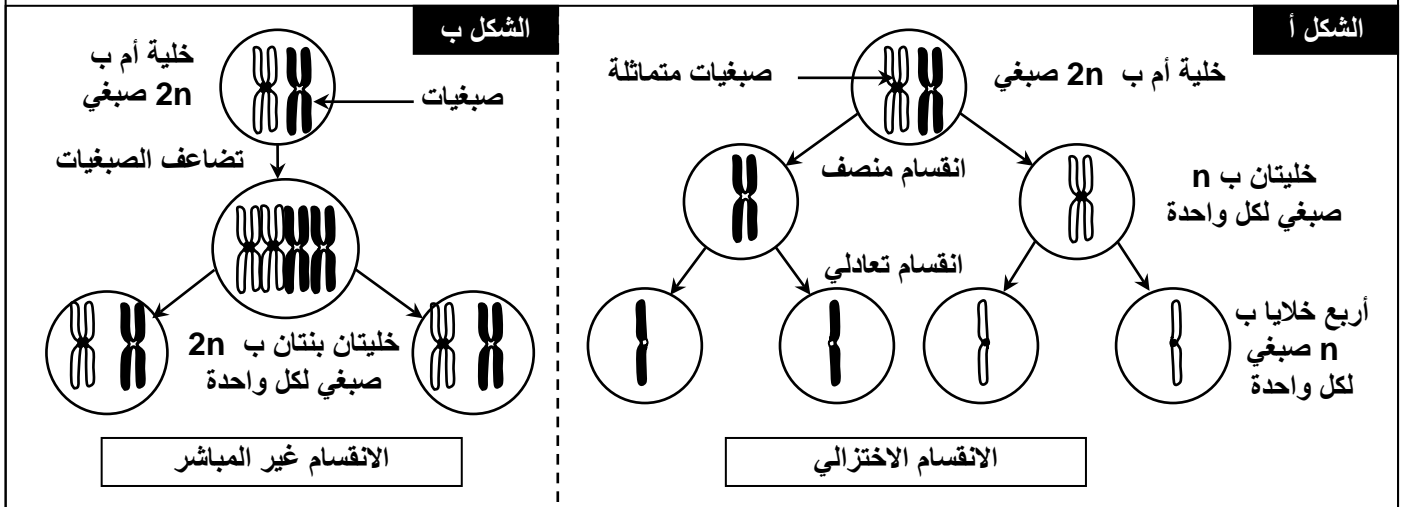 الشكل أ
خلية أم ب 2n صبغي
صبغيات متماثلة
انقسام منصف
خليتان ب n
صبغي لكل واحدة
انقسام تعادلي
أربع خلايا ب
n صبغي
لكل واحدة
الانقسام الاختزالي
الشكل ب
خلية أم ب
2n صبغي
صبغيات
تضاعف الصبغيات
خليتان بنتان ب 2n
صبغي لكل واحدة
الانقسام غير المباشر